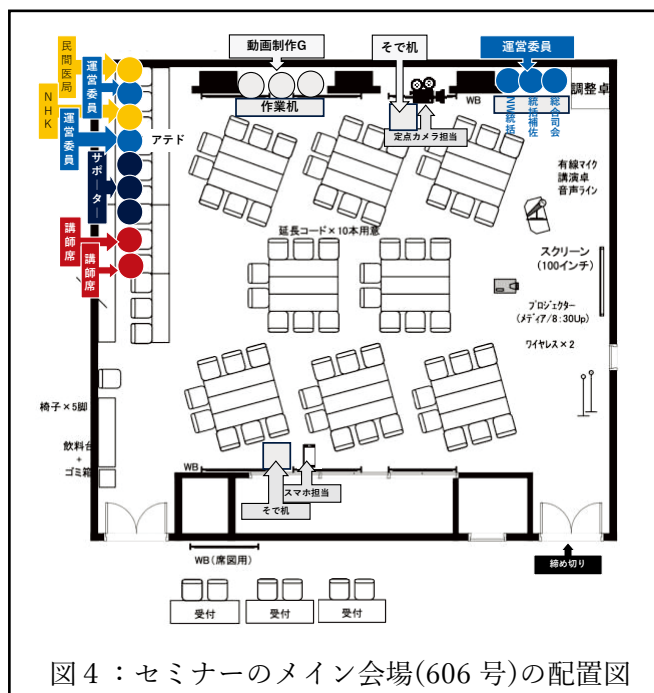 民間医局
運営委員
NHK
運営委員
サポーター
講師席
講師席
アテド
動画制作G
作業机
そで机
定点カメラ担当
WB
運営委員
NW統括
統括補佐
総合司会
調整卓
有線マイク
講演卓
音声ライン
延長コード×10本用意
スクリーン
(100インチ)
プロジェクター
(メディア/8:30Up)
ワイヤレス×2
椅子×5脚
飲料台
+
ゴミ箱
WB
スマホ担当
そで机
WB(席図用)
締め切り
受付
受付
受付
図4：セミナーのメイン会場(606号)の配置図